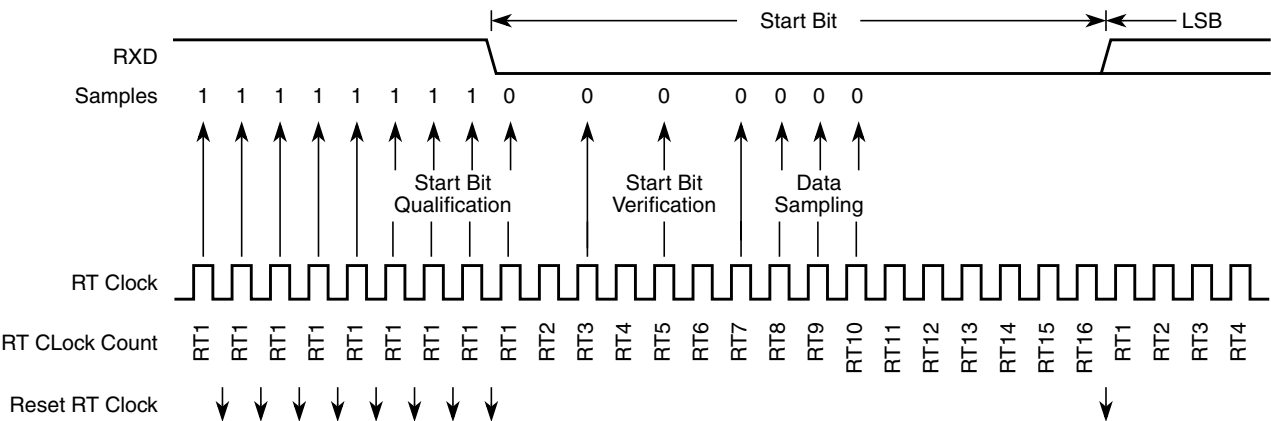 Start Bit LSB
RXD
Samples 1 1 1 1 1 1 1 1 0 0 0 0 0 0 0
Start Bit Qualification
Start Bit Verification
Data Sampling
RT Clock
RT CLock Count RT1 RT1 RT1 RT1 RT1 RT1 RT1 RT1 RT1 RT2 RT3 RT4 RT5 RT6 RT7 RT8 RT9 RT10 RT11 RT12 RT13 RT14 RT15 RT16 RT1 RT2 RT3 RT4
Reset RT Clock